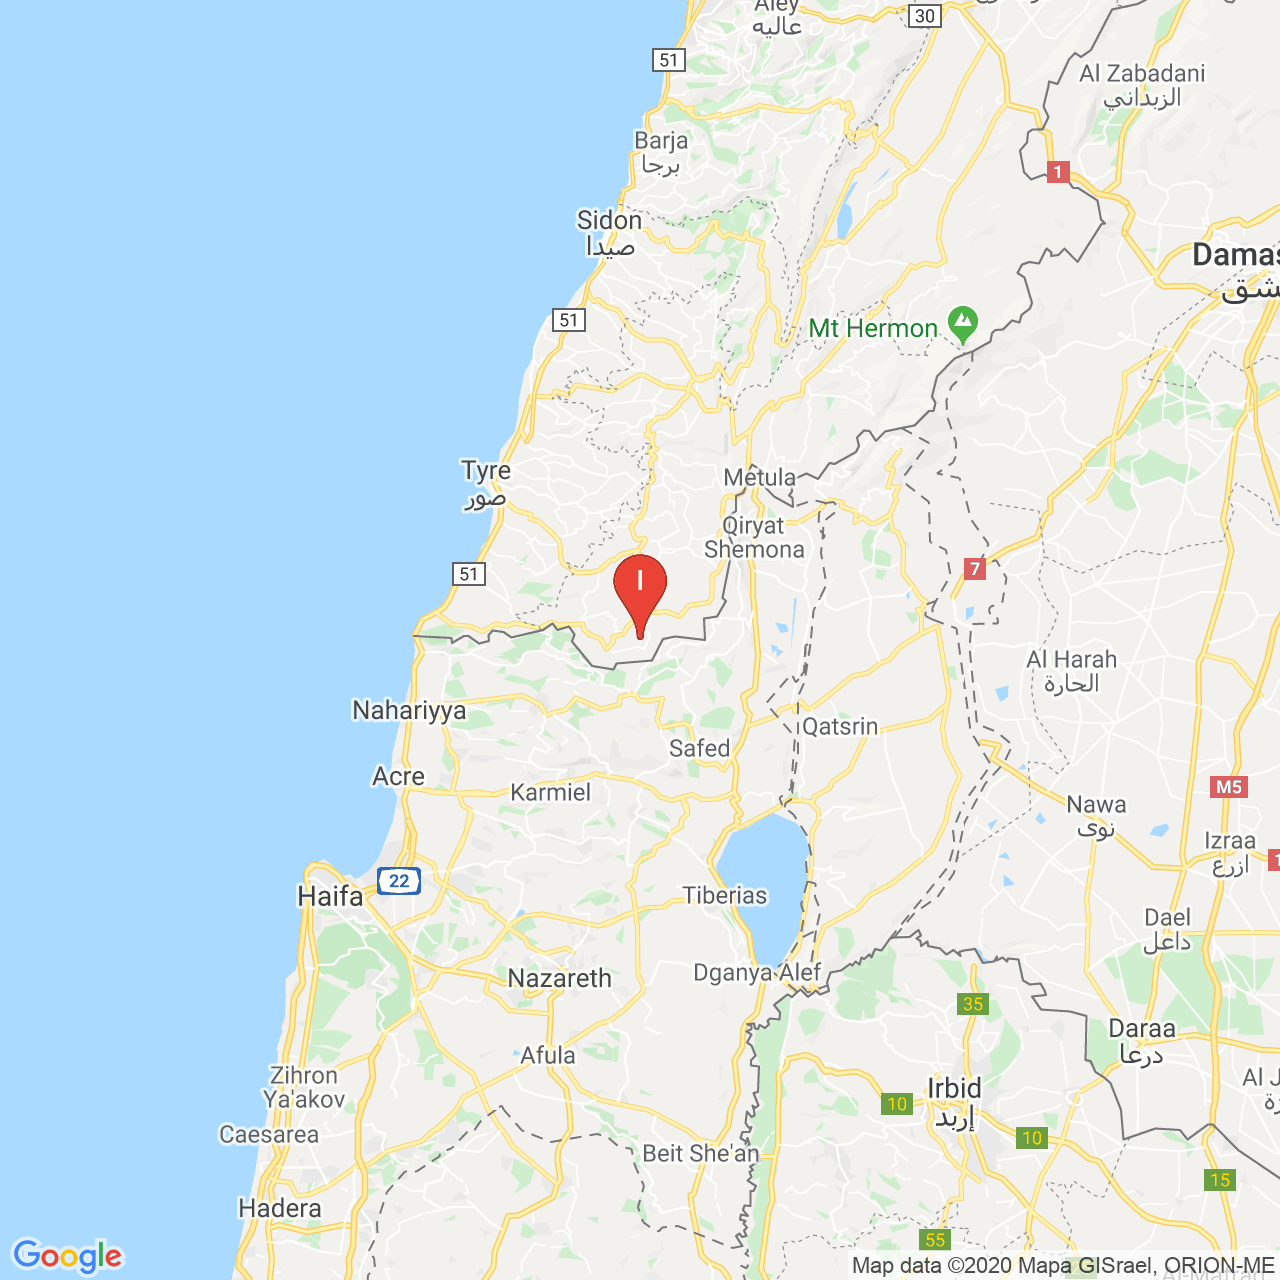 Aley
عاليه
30
51
Al Zabadani
الزبداني
Barja
برجا
1
Sidon
صيدا
51
Mt Hermon
Tyre
صور
Metula
Qiryat
Shemona
51
I
7
Al Harah
الحارة
Nahariyya
Qatsrin
Safed
Acre
Karmiel
M5
Nawa
نوى
Izraa
ازرع
22
Haifa
Tiberias
Dael
داعل
Nazareth
Dganya Alef
35
Daraa
درعا
Afula
Zihron
Ya'akov
Irbid
إربد
10
Caesarea
10
Beit She'an
15
Hadera
55
Google
Map data ©2020 Mapa GISrael, ORION-ME